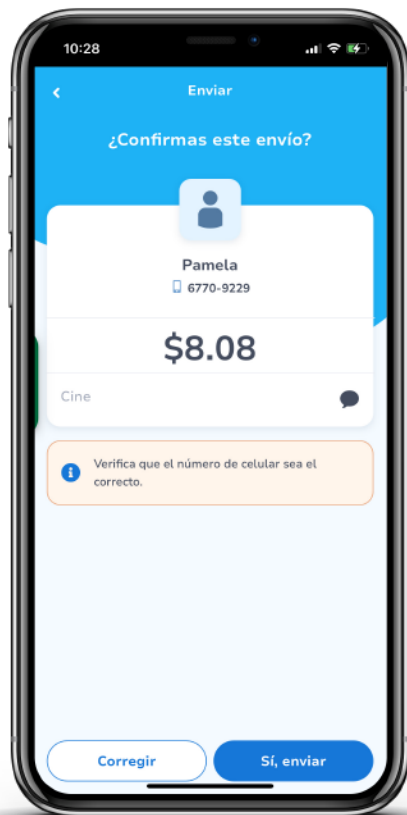 10:28
Enviar
¿Confirmas este envío?
Pamela
6770-9229
$8.08
Cine
Verifica que el número de celular sea el
correcto.
Corregir
Sí, enviar